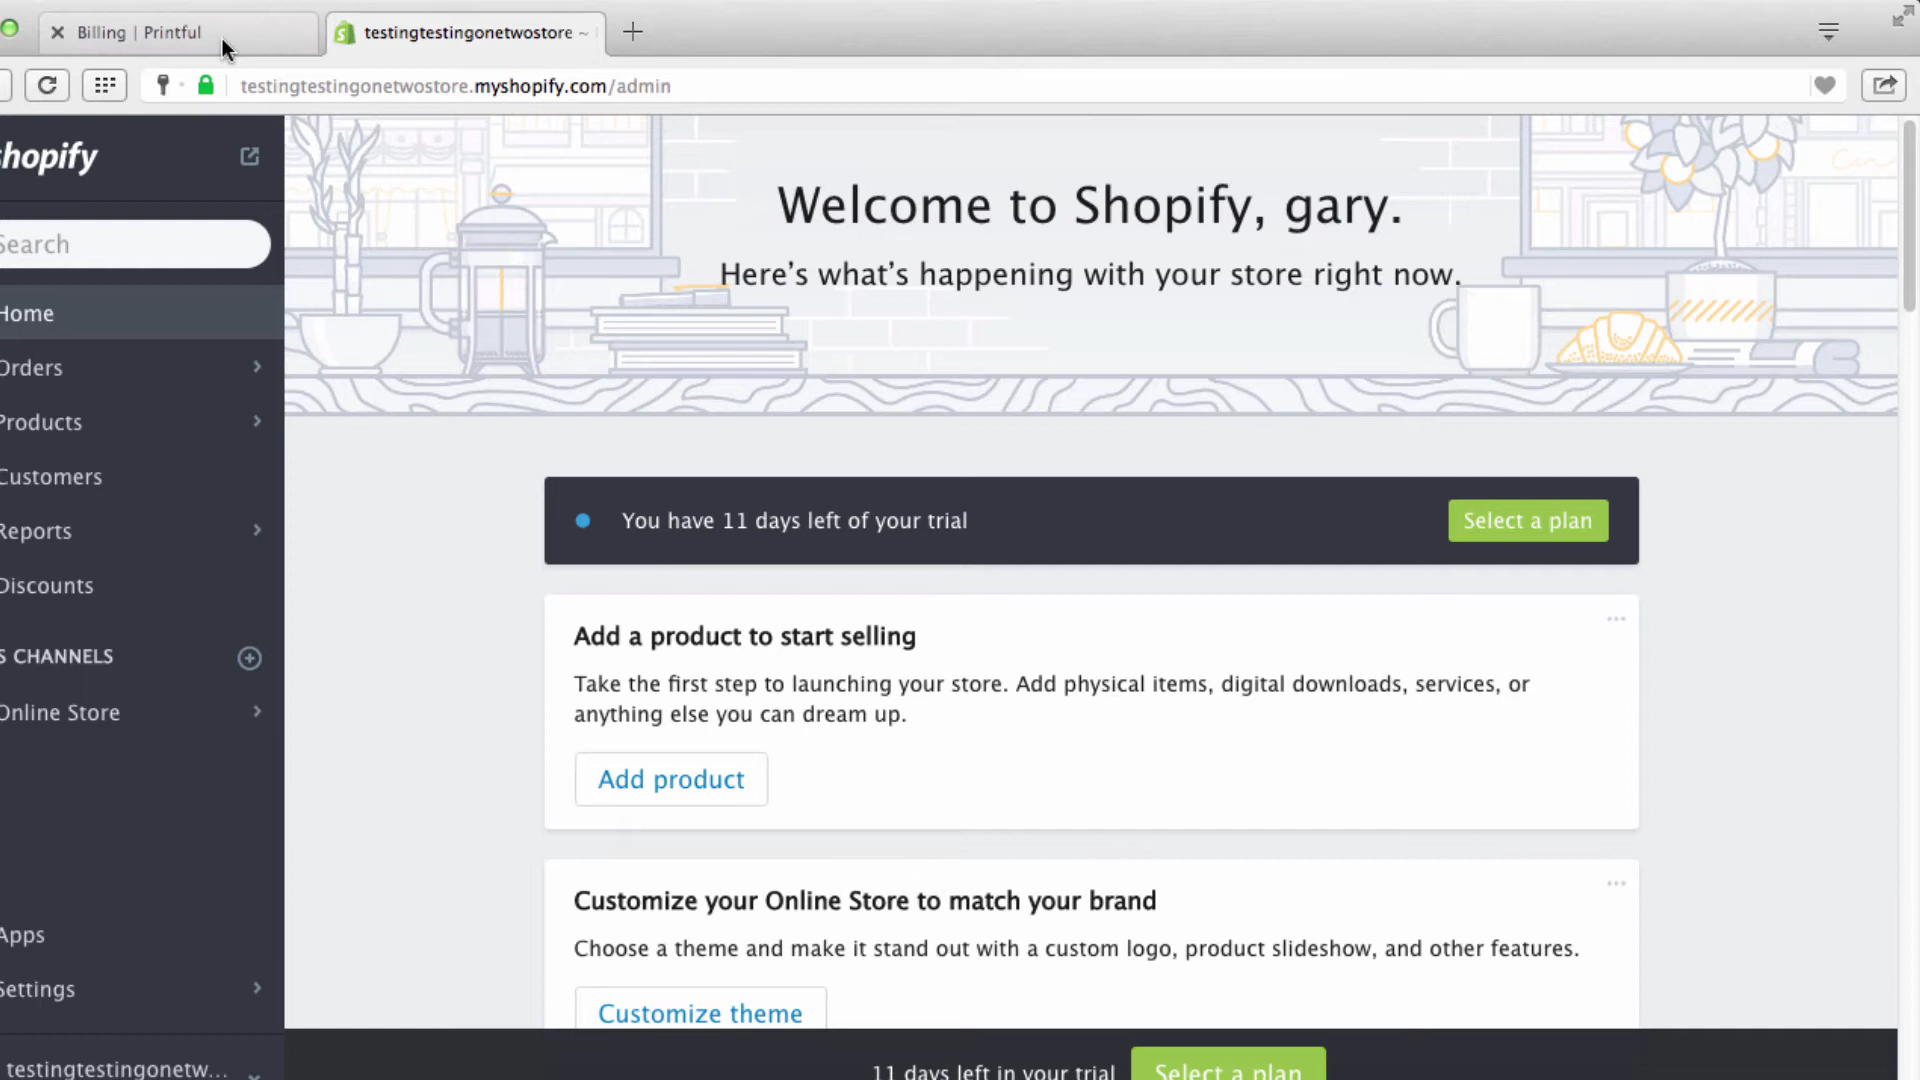 Billing | Printful
testingtestingonetwostore ~
testingtestingonetwostore.myshopify.com/admin
shopify
Search
Home
Orders
Products
Customers
Reports
Discounts
S CHANNELS
Online Store
Apps
Settings
testingtestingonetw...
Welcome to Shopify, gary.
Here’s what’s happening with your store right now.
You have 11 days left of your trial
Select a plan
Add a product to start selling
Take the first step to launching your store. Add physical items, digital downloads, services, or
anything else you can dream up.
Add product
Customize your Online Store to match your brand
Choose a theme and make it stand out with a custom logo, product slideshow, and other features.
Customize theme
11 days left in your trial
Select a plan